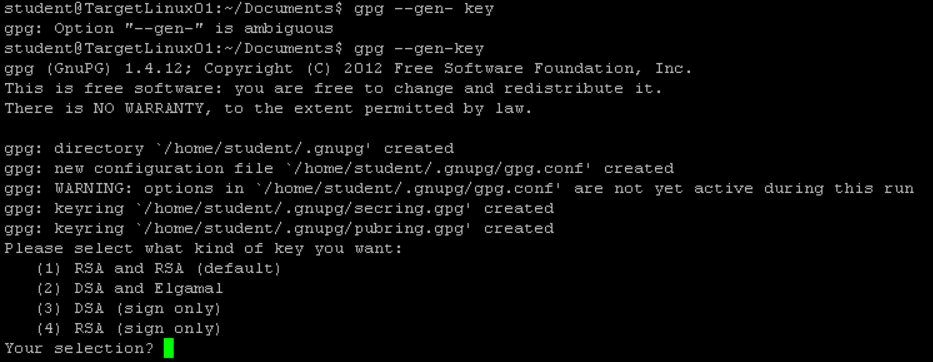 student@TargetLinux01:~/Documents$ gpg --gen- key
gpg: Option "--gen-" is ambiguous
student@TargetLinux01:~/Documents$ gpg --gen-key
gpg (GnuPG) 1.4.12; Copyright (C) 2012 Free Software Foundation, Inc.
This is free software: you are free to change and redistribute it.
There is NO WARRANTY, to the extent permitted by law.

gpg: directory `/home/student/.gnupg' created
gpg: new configuration file `/home/student/.gnupg/gpg.conf' created
gpg: WARNING: options in `/home/student/.gnupg/gpg.conf' are not yet active during this run
gpg: keyring `/home/student/.gnupg/secring.gpg' created
gpg: keyring `/home/student/.gnupg/pubring.gpg' created
Please select what kind of key you want:
   (1) RSA and RSA (default)
   (2) DSA and Elgamal
   (3) DSA (sign only)
   (4) RSA (sign only)
Your selection?